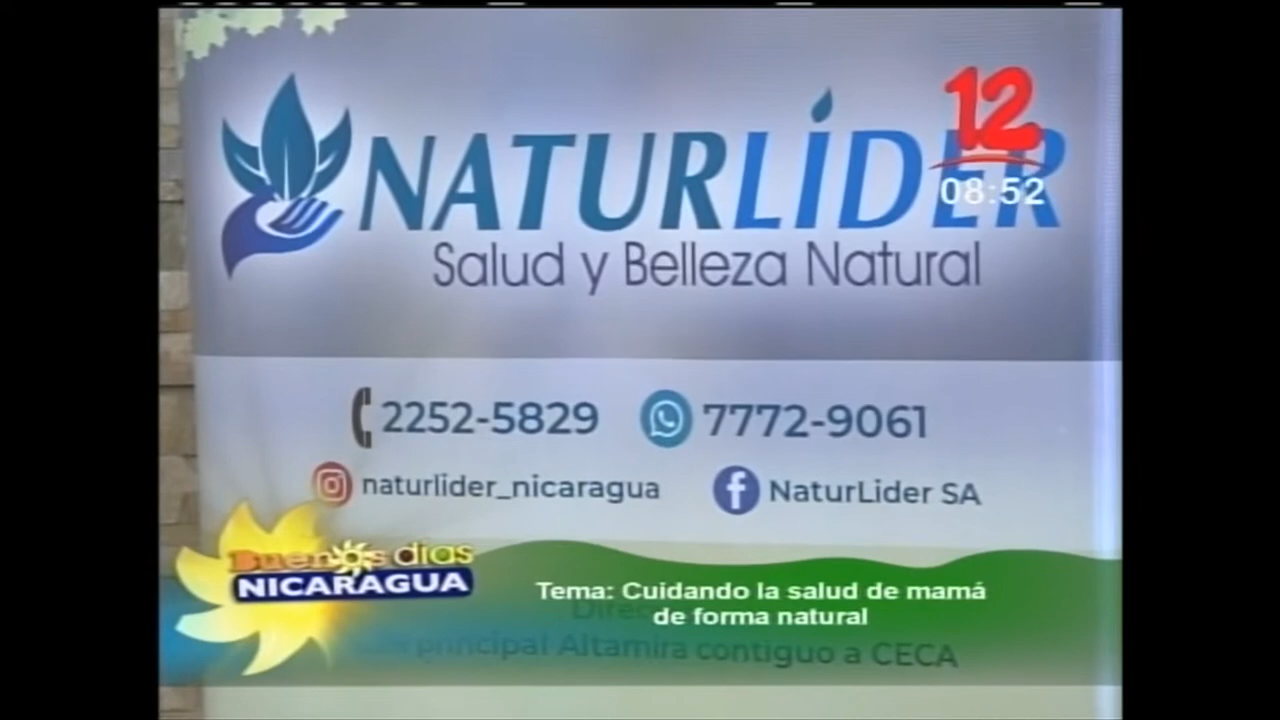 NATURLÍDER
12
08:52
Salud y Belleza Natural
2252-5829 7772-9061
naturlider_nicaragua NaturLider SA
Buenos días
NICARAGUA
Tema: Cuidando la salud de mamá
de forma natural
principal Altamira contiguo a CECA